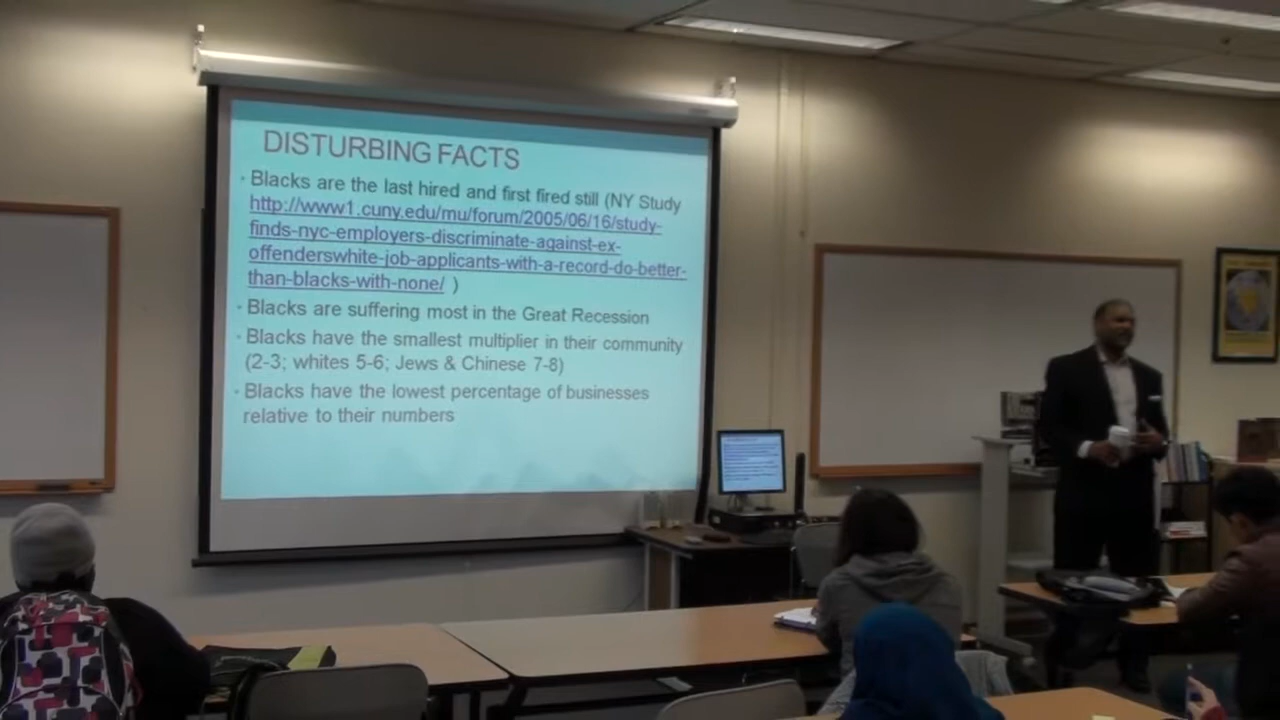 DISTURBING FACTS
· Blacks are the last hired and first fired still (NY Study
http://www1.cuny.edu/mu/forum/2005/06/16/study-
finds-nyc-employers-discriminate-against-ex-
offenderswhite-job-applicants-with-a-record-do-better-
than-blacks-with-none/ )
· Blacks are suffering most in the Great Recession
· Blacks have the smallest multiplier in their community
(2-3; whites 5-6; Jews & Chinese 7-8)
· Blacks have the lowest percentage of businesses
relative to their numbers